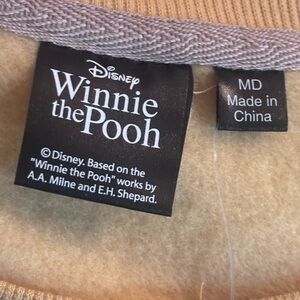 Disney
Winnie
the Pooh
© Disney. Based on the
"Winnie the Pooh" works by
A.A. Milne and E.H. Shepard.
MD
Made in
China